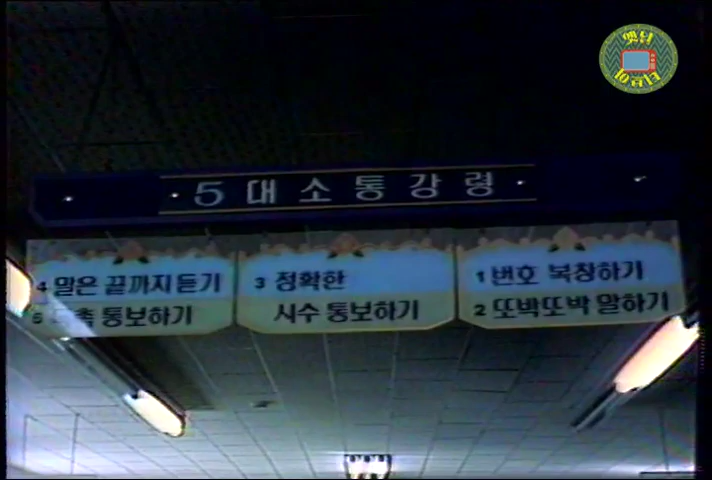 옛날
5대소통강령
4 말은 끝까지듣기
통보하기
3 정확한
시수 통보하기
1 번호 복창하기
2 또박또박 말하기